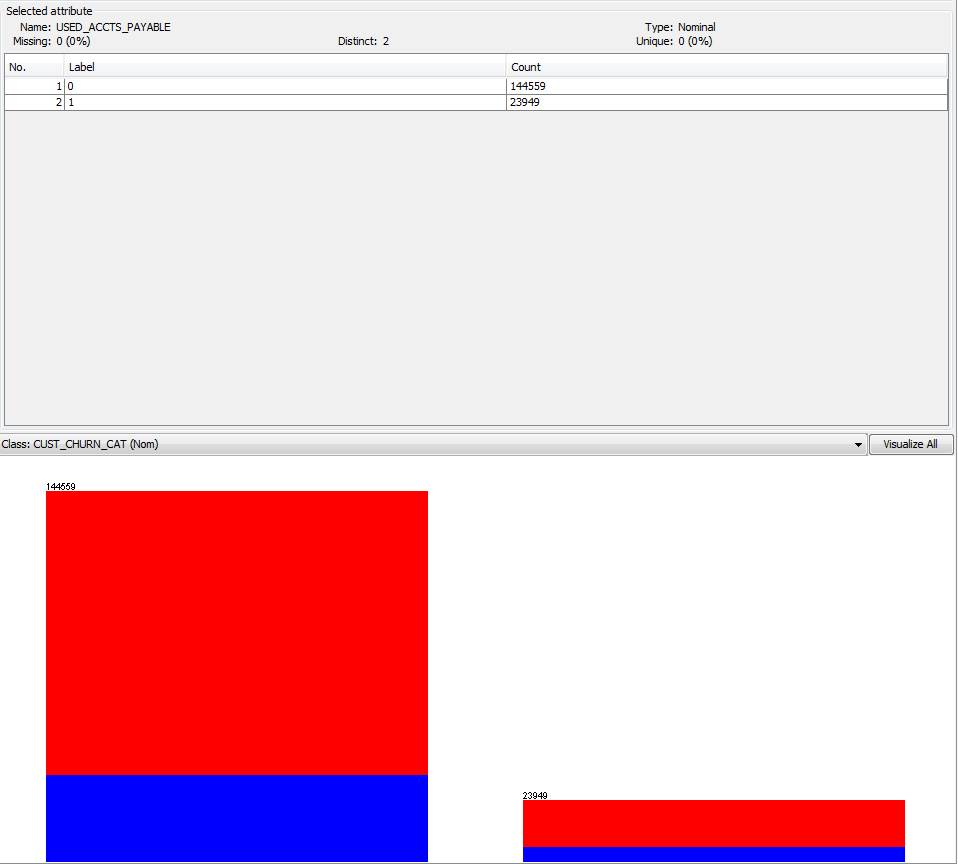 Selected attribute
Name: USED_ACCTS_PAYABLE Type: Nominal
Missing: 0 (0%) Distinct: 2 Unique: 0 (0%)
No. Label Count
1 0 144559
2 1 23949
Class: CUST_CHURN_CAT (Nom) Visualize All
144559
23949